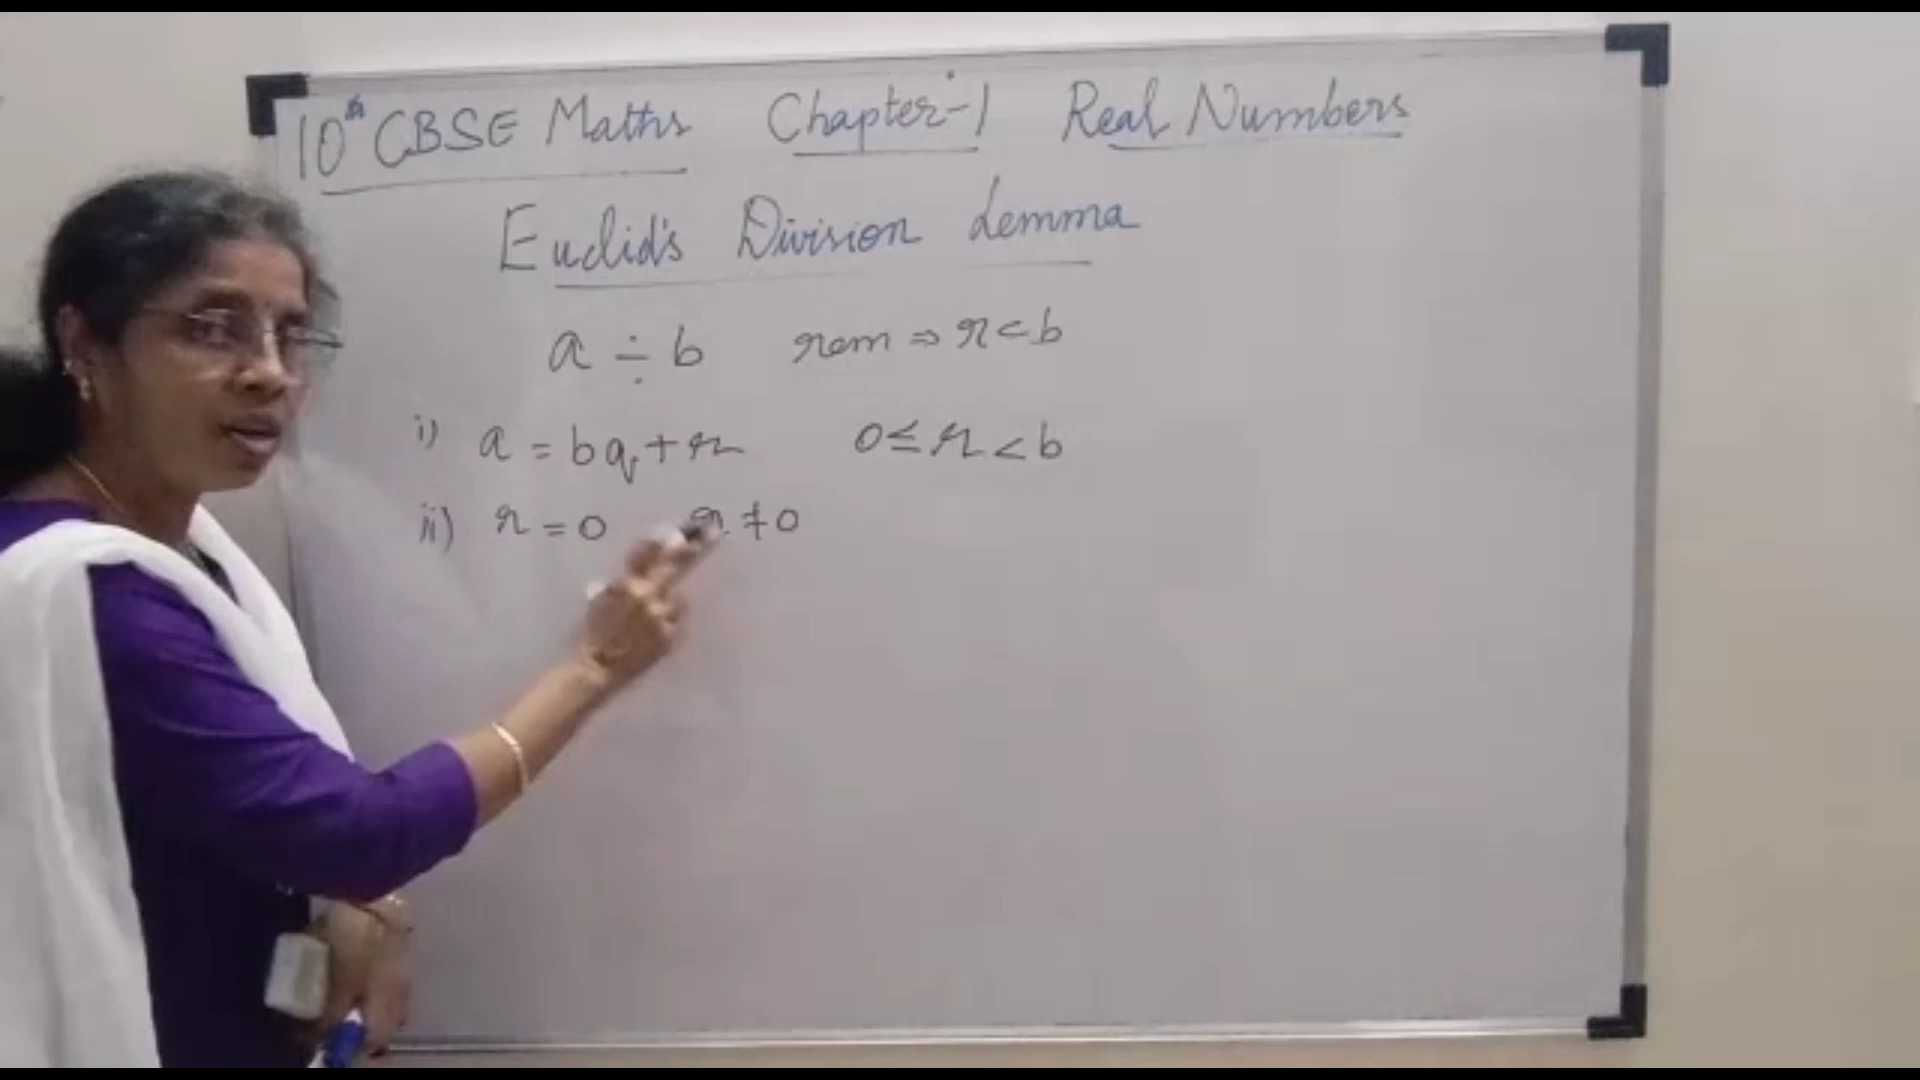 10th CBSE Maths Chapter-1 Real Numbers
Euclid's Division Lemma
a ÷ b rem ⇒ r < b
i) a = bq + r 0 ≤ r < b
ii) r = 0 r ≠ 0